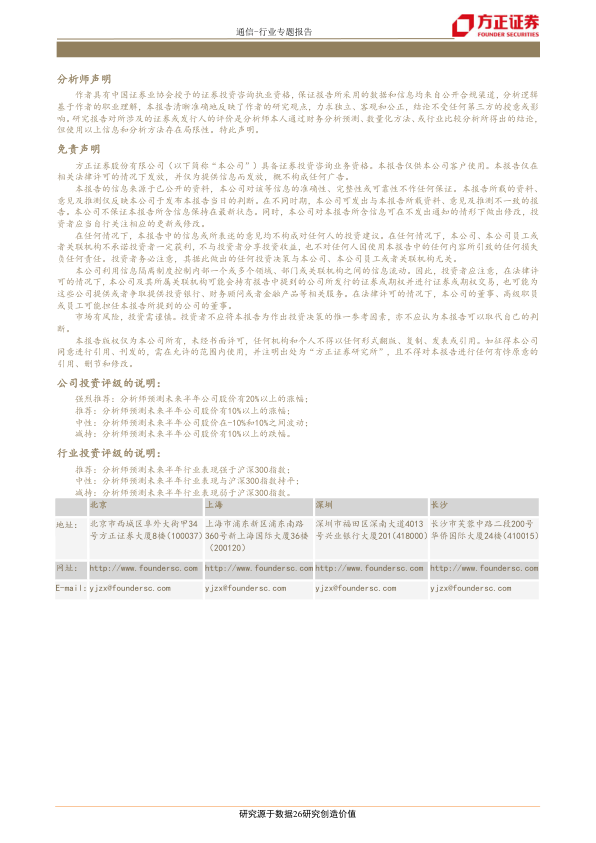 通信-行业专题报告
方正证券
FOUNDER SECURITIES
分析师声明
作者具有中国证券业协会授予的证券投资咨询执业资格，保证报告所采用的数据和信息均来自公开合规渠道，分析逻辑
基于作者的职业理解，本报告清晰准确地反映了作者的研究观点，力求独立、客观和公正，结论不受任何第三方的授意或影
响。研究报告对所涉及的证券或发行人的评价是分析师本人通过财务分析预测、数量化方法、或行业比较分析所得出的结论，
但使用以上信息和分析方法存在局限性。特此声明。
免责声明
方正证券股份有限公司（以下简称“本公司”）具备证券投资咨询业务资格。本报告仅供本公司客户使用。本报告仅在
相关法律许可的情况下发放，并仅为提供信息而发放，概不构成任何广告。
本报告的信息来源于已公开的资料，本公司对该等信息的准确性、完整性或可靠性不作任何保证。本报告所载的资料、
意见及推测仅反映本公司于发布本报告当日的判断。在不同时期，本公司可发出与本报告所载资料、意见及推测不一致的报
告。本公司不保证本报告所含信息保持在最新状态。同时，本公司对本报告所含信息可在不发出通知的情形下做出修改，投
资者应当自行关注相应的更新或修改。
在任何情况下，本报告中的信息或所表述的意见均不构成对任何人的投资建议。在任何情况下，本公司、本公司员工或
者关联机构不承诺投资者一定获利，不与投资者分享投资收益，也不对任何人因使用本报告中的任何内容所引致的任何损失
负任何责任。投资者务必注意，其据此做出的任何投资决策与本公司、本公司员工或者关联机构无关。
本公司利用信息隔离制度控制内部一个或多个领域、部门或关联机构之间的信息流动。因此，投资者应注意，在法律许
可的情况下，本公司及其所属关联机构可能会持有报告中提到的公司所发行的证券或期权并进行证券或期权交易，也可能为
这些公司提供或者争取提供投资银行、财务顾问或者金融产品等相关服务。在法律许可的情况下，本公司的董事、高级职员
或员工可能担任本报告所提到的公司的董事。
市场有风险，投资需谨慎。投资者不应将本报告为作出投资决策的惟一参考因素，亦不应认为本报告可以取代自己的判
断。
本报告版权仅为本公司所有，未经书面许可，任何机构和个人不得以任何形式翻版、复制、发表或引用。如征得本公司
同意进行引用、刊发的，需在允许的范围内使用，并注明出处为“方正证券研究所”，且不得对本报告进行任何有悖原意的
引用、删节和修改。
公司投资评级的说明：
强烈推荐：分析师预测未来半年公司股价有20%以上的涨幅；
推荐：分析师预测未来半年公司股价有10%以上的涨幅；
中性：分析师预测未来半年公司股价在-10%和10%之间波动；
减持：分析师预测未来半年公司股价有10%以上的跌幅。
行业投资评级的说明：
推荐：分析师预测未来半年行业表现强于沪深300指数；
中性：分析师预测未来半年行业表现与沪深300指数持平；
减持：分析师预测未来半年行业表现弱于沪深300指数。
北京 上海 深圳 长沙
地址： 北京市西城区阜外大街甲34 上海市浦东新区浦东南路 深圳市福田区深南大道4013 长沙市芙蓉中路二段200号
号方正证券大厦8楼(100037) 360号新上海国际大厦36楼 号兴业银行大厦201(418000) 华侨国际大厦24楼(410015)
（200120）
网址： http://www.foundersc.com http://www.foundersc.com http://www.foundersc.com http://www.foundersc.com
E-mail: yjzx@foundersc.com yjzx@foundersc.com yjzx@foundersc.com yjzx@foundersc.com
研究源于数据26研究创造价值